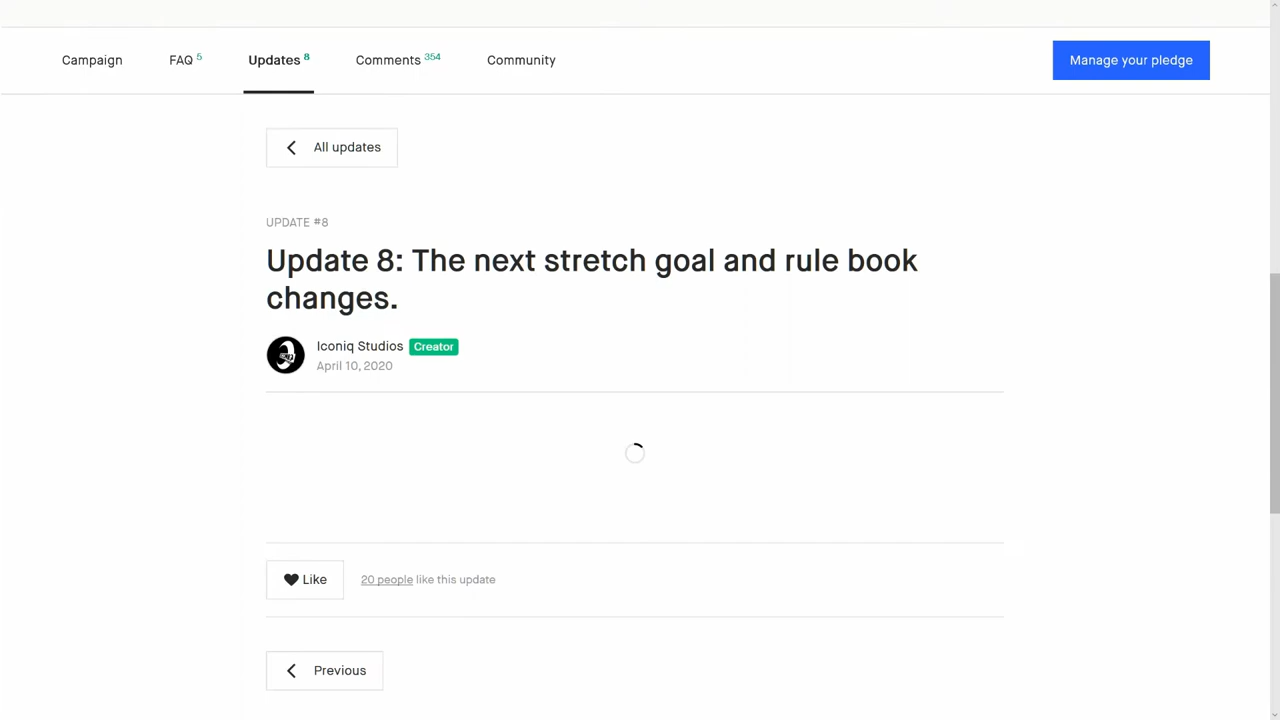 Campaign FAQ 5 Updates 8 Comments 354 Community Manage your pledge
All updates
UPDATE #8
Update 8: The next stretch goal and rule book
changes.
Iconiq Studios Creator
April 10, 2020
Like 20 people like this update
Previous